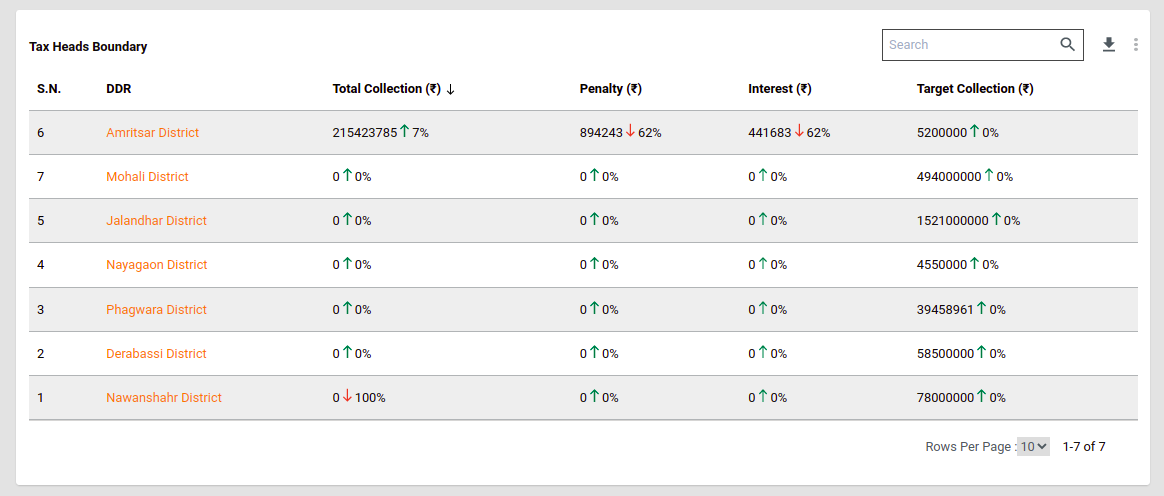 Tax Heads Boundary Search
S.N. DDR Total Collection (₹) ↓ Penalty (₹) Interest (₹) Target Collection (₹)
6 Amritsar District 215423785 ↑ 7% 894243 ↓ 62% 441683 ↓ 62% 5200000 ↑ 0%
7 Mohali District 0 ↑ 0% 0 ↑ 0% 0 ↑ 0% 494000000 ↑ 0%
5 Jalandhar District 0 ↑ 0% 0 ↑ 0% 0 ↑ 0% 1521000000 ↑ 0%
4 Nayagaon District 0 ↑ 0% 0 ↑ 0% 0 ↑ 0% 4550000 ↑ 0%
3 Phagwara District 0 ↑ 0% 0 ↑ 0% 0 ↑ 0% 39458961 ↑ 0%
2 Derabassi District 0 ↑ 0% 0 ↑ 0% 0 ↑ 0% 58500000 ↑ 0%
1 Nawanshahr District 0 ↓ 100% 0 ↑ 0% 0 ↑ 0% 78000000 ↑ 0%
Rows Per Page : 10 1-7 of 7